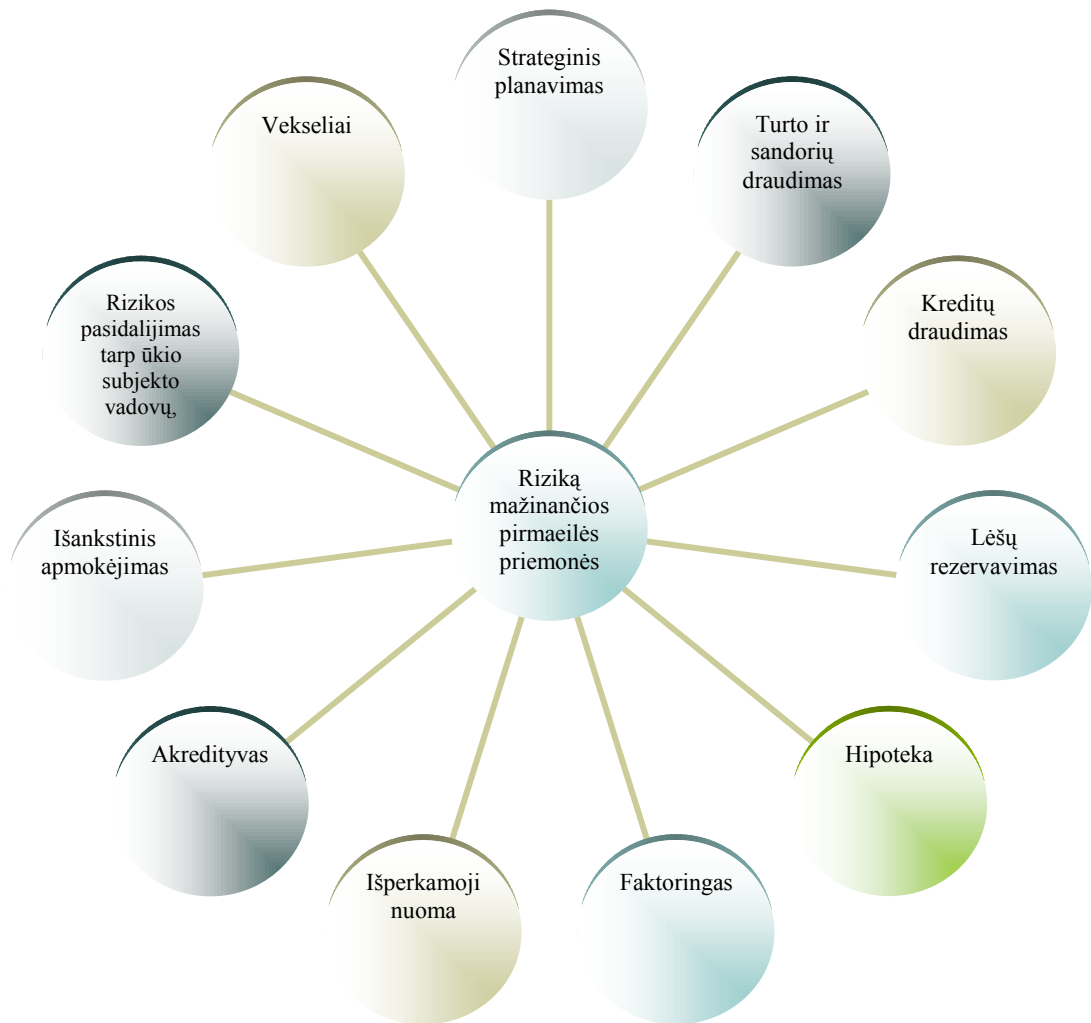 Strateginis
planavimas
Turto ir
sandorių
draudimas
Kreditų
draudimas
Lėšų
rezervavimas
Hipoteka
Faktoringas
Išperkamoji
nuoma
Akredityvas
Išankstinis
apmokėjimas
Rizikos
pasidalijimas
tarp ūkio
subjekto
vadovų,
Vekseliai
Riziką
mažinančios
pirmaeilės
priemonės